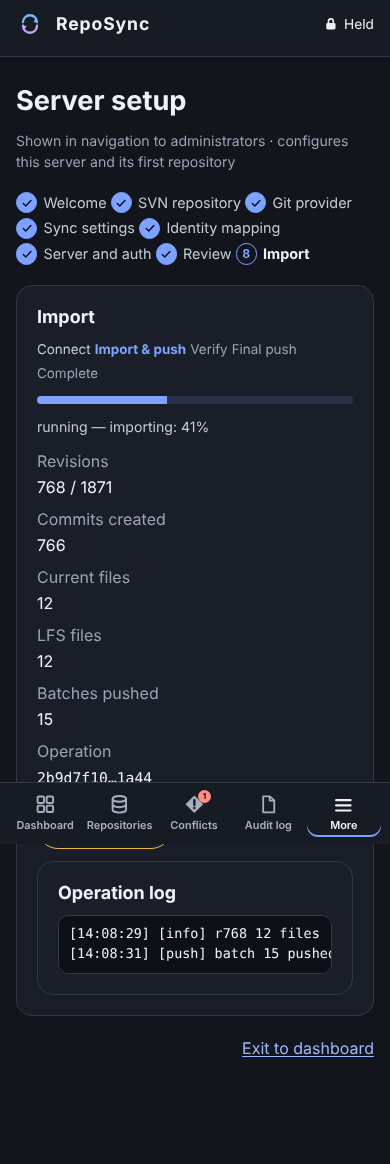 RepoSync
Held
Server setup
Shown in navigation to administrators · configures
this server and its first repository
Welcome SVN repository Git provider
Sync settings Identity mapping
Server and auth Review 8 Import
Import
Connect Import & push Verify Final push
Complete
running — importing: 41%
Revisions
768 / 1871
Commits created
766
Current files
12
LFS files
12
Batches pushed
15
Operation
2b9d7f10…1a44
1
Dashboard Repositories Conflicts Audit log More
Operation log
[14:08:29] [info] r768 12 files
[14:08:31] [push] batch 15 pushed
Exit to dashboard